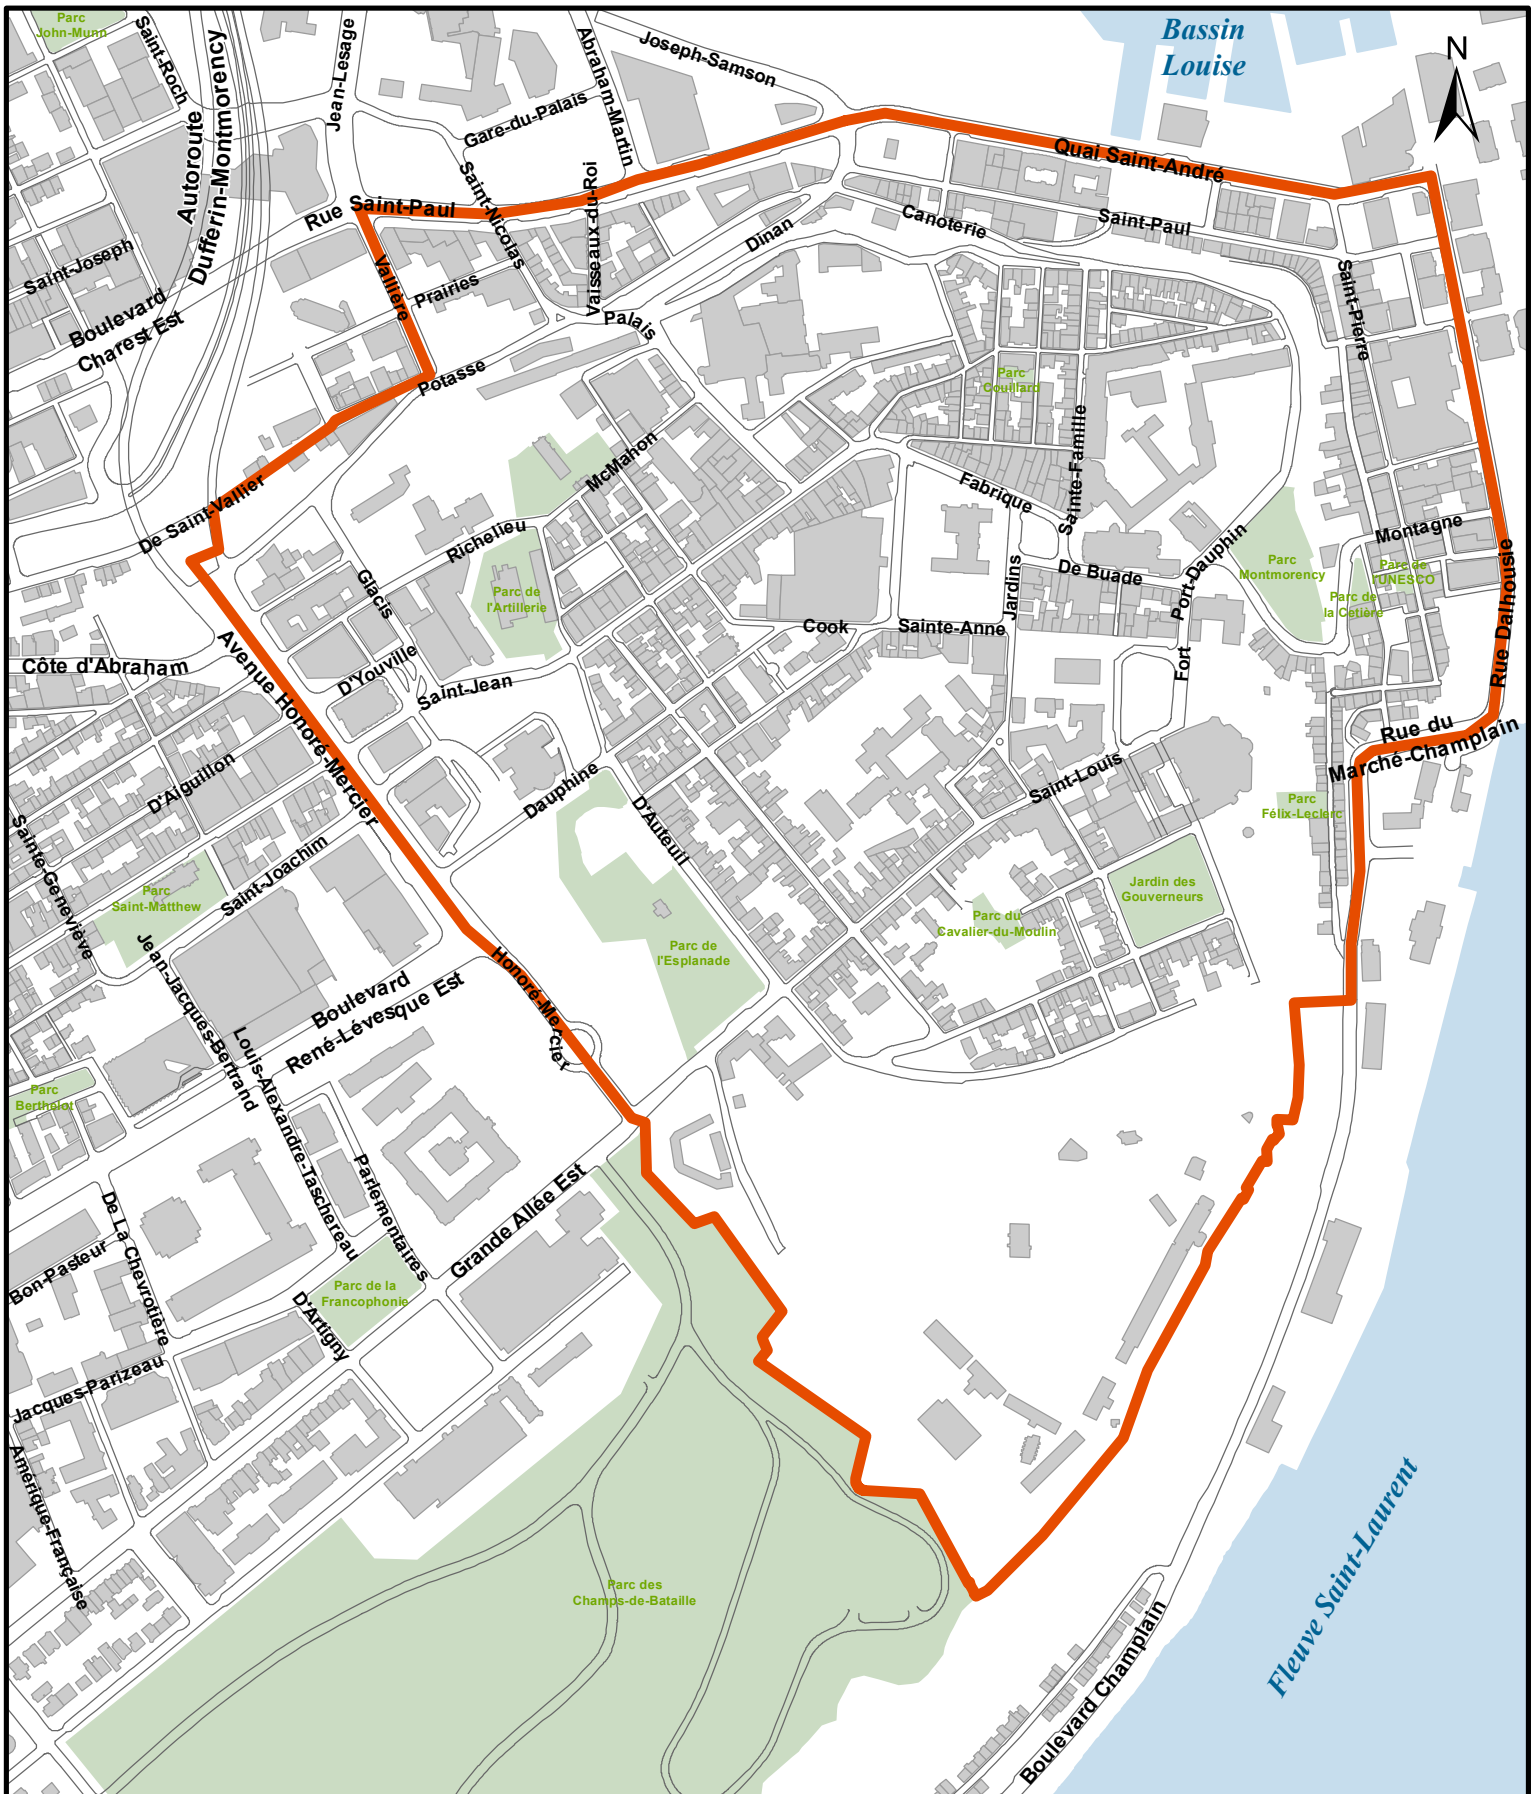 Parc
John-Munn
Saint-Roch
Autoroute
Dufferin-Montmorency
Jean-Lesage
Abraham-Martin
Joseph-Samson
Bassin
Louise
N
Gare-du-Palais
Quai Saint-André
Rue Saint-Paul
Saint-Nicolas
Vaisseaux-du-Roi
Canoterie
Saint-Paul
Dinan
Saint-Joseph
Vallière
Prairies
Saint-Pierre
Boulevard
Charest Est
Palais
Potasse
Parc
Couillard
McMahon
Sainte-Famille
Fabrique
De Saint-Vallier
Richelieu
Montagne
Port-Dauphin
Parc
Montmorency
Parc de
l'UNESCO
Parc de
la Cetière
De Buade
Jardins
Glacis
Parc de
l'Artillerie
Rue Dalhousie
Cook
Sainte-Anne
Fort
Côte d'Abraham
Avenue Honoré-Mercier
D'Youville
Saint-Jean
Rue du
Marché-Champlain
D'Aiguillon
Dauphine
Saint-Louis
D'Auteuil
Parc
Félix-Leclerc
Sainte-Geneviève
Saint-Joachim
Parc
Saint-Matthew
Jardin des
Gouverneurs
Parc du
Cavalier-du-Moulin
Parc de
l'Esplanade
Jean-Jacques-Bertrand
Honoré-Mercier
Boulevard
René-Lévesque Est
Louis-Alexandre-Taschereau
Parc
Berthelot
Parlementaires
Grande Allée Est
De La Chevrotière
Bon-Pasteur
Parc de la
Francophonie
D'Artigny
Jacques-Parizeau
Amérique-Française
Parc des
Champs-de-Bataille
Fleuve Saint-Laurent
Boulevard Champlain